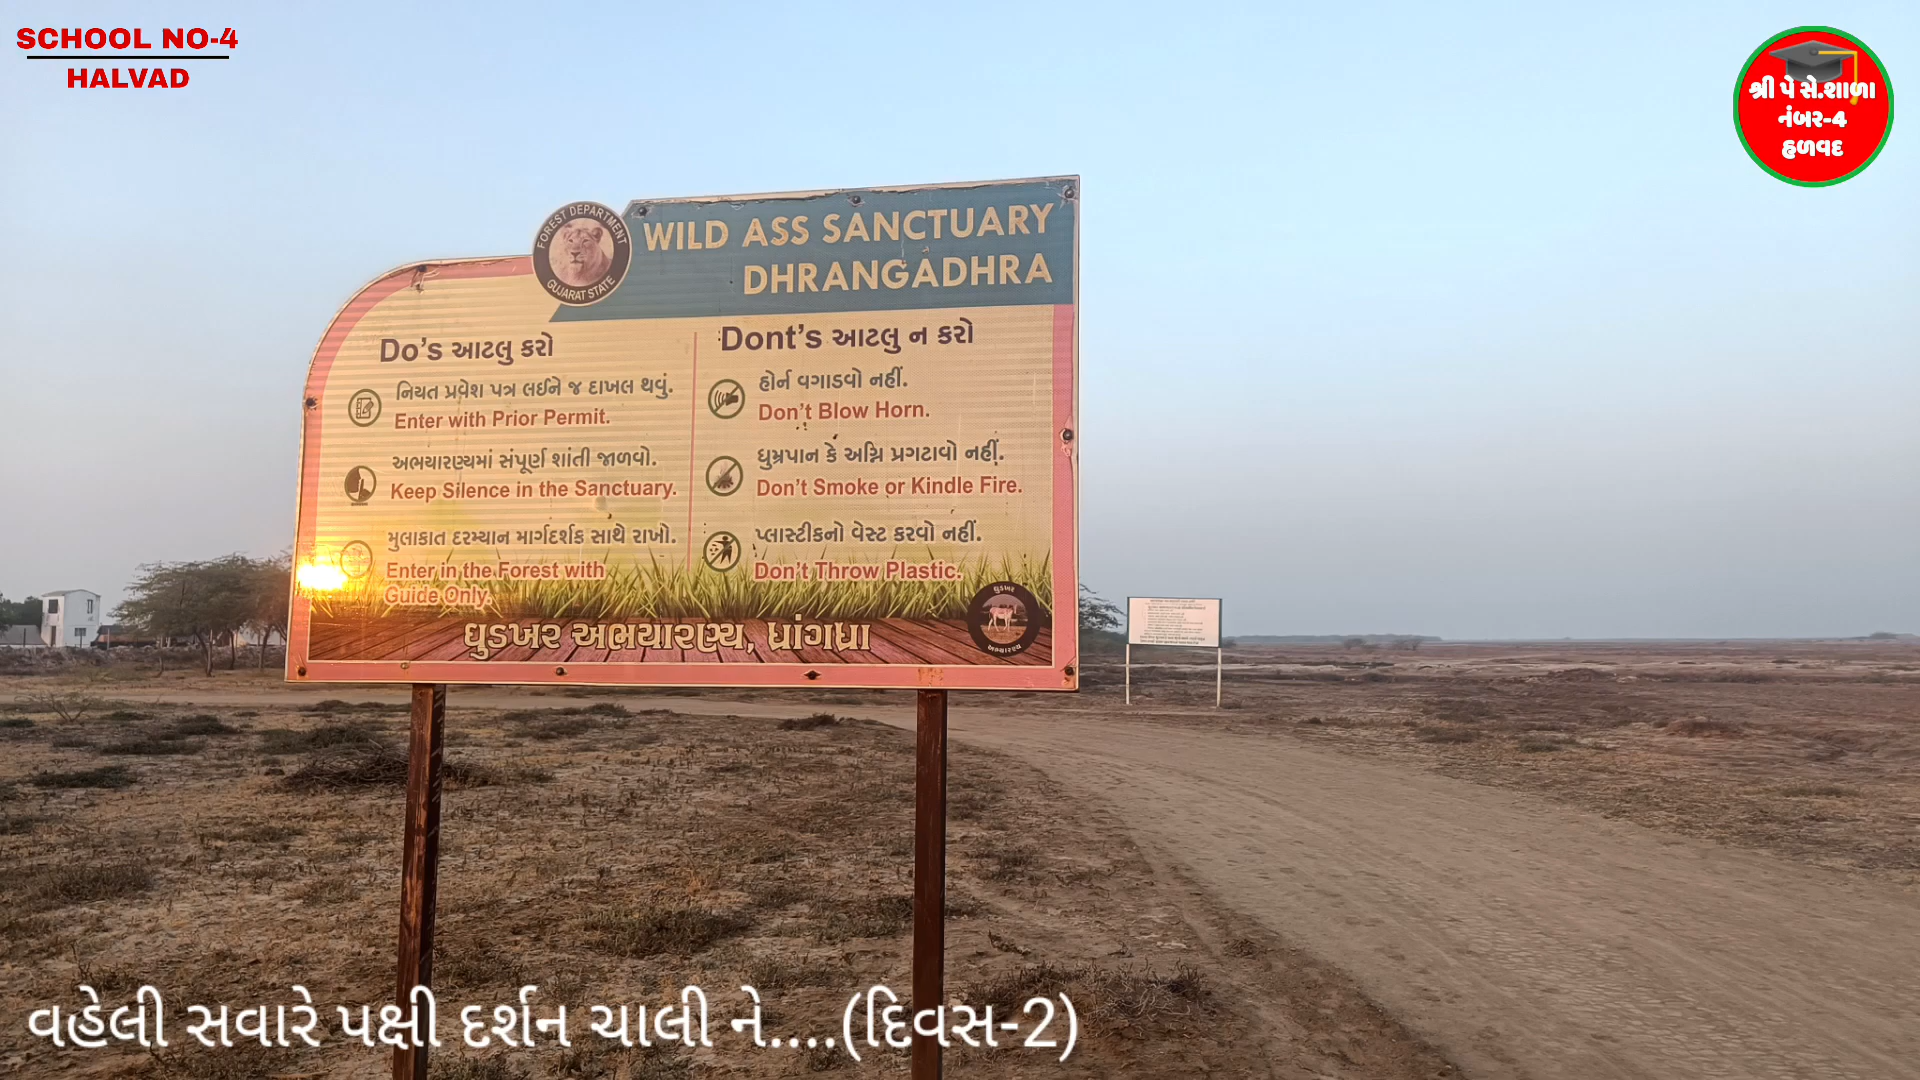 SCHOOL NO-4
HALVAD
શ્રી પે સે.શાળા
નંબર-4
હળવદ
FOREST DEPARTMENT
GUJARAT STATE
WILD ASS SANCTUARY
DHRANGADHRA
Do's આટલુ કરો
નિયત પ્રવેશ પત્ર લઈને જ દાખલ થવું.
Enter with Prior Permit.
અભયારણ્યમાં સંપૂર્ણ શાંતી જાળવો.
Keep Silence in the Sanctuary.
મુલાકાત દરમ્યાન માર્ગદર્શક સાથે રાખો.
Enter in the Forest with
Guide Only.
Dont's આટલુ ન કરો
હોર્ન વગાડવો નહીં.
Don't Blow Horn.
ધુમ્રપાન કે અગ્નિ પ્રગટાવો નહીં.
Don't Smoke or Kindle Fire.
પ્લાસ્ટીકનો વેસ્ટ કરવો નહીં.
Don't Throw Plastic.
ઘુડખર
અભયારણ્ય
ઘુડખર અભયારણ્ય, ધ્રાંગધ્રા
વહેલી સવારે પક્ષી દર્શન ચાલી ને....(દિવસ-2)